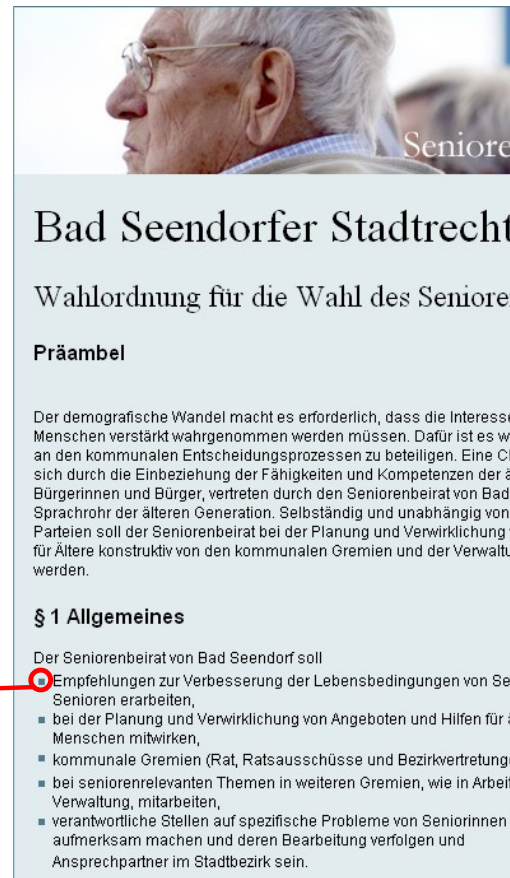 Seniore
Bad Seendorfer Stadtrecht
Wahlordnung für die Wahl des Seniore
Präambel
Der demografische Wandel macht es erforderlich, dass die Interesse
Menschen verstärkt wahrgenommen werden müssen. Dafür ist es w
an den kommunalen Entscheidungsprozessen zu beteiligen. Eine C
sich durch die Einbeziehung der Fähigkeiten und Kompetenzen der ä
Bürgerinnen und Bürger, vertreten durch den Seniorenbeirat von Bad
Sprachrohr der älteren Generation. Selbständig und unabhängig von
Parteien soll der Seniorenbeirat bei der Planung und Verwirklichung
für Ältere konstruktiv von den kommunalen Gremien und der Verwaltu
werden.
§ 1 Allgemeines
Der Seniorenbeirat von Bad Seendorf soll
Empfehlungen zur Verbesserung der Lebensbedingungen von Se
Senioren erarbeiten,
bei der Planung und Verwirklichung von Angeboten und Hilfen für ä
Menschen mitwirken,
kommunale Gremien (Rat, Ratsausschüsse und Bezirkvertretung
bei seniorenrelevanten Themen in weiteren Gremien, wie in Arbei
Verwaltung, mitarbeiten,
verantwortliche Stellen auf spezifische Probleme von Seniorinnen
aufmerksam machen und deren Bearbeitung verfolgen und
Ansprechpartner im Stadtbezirk sein.